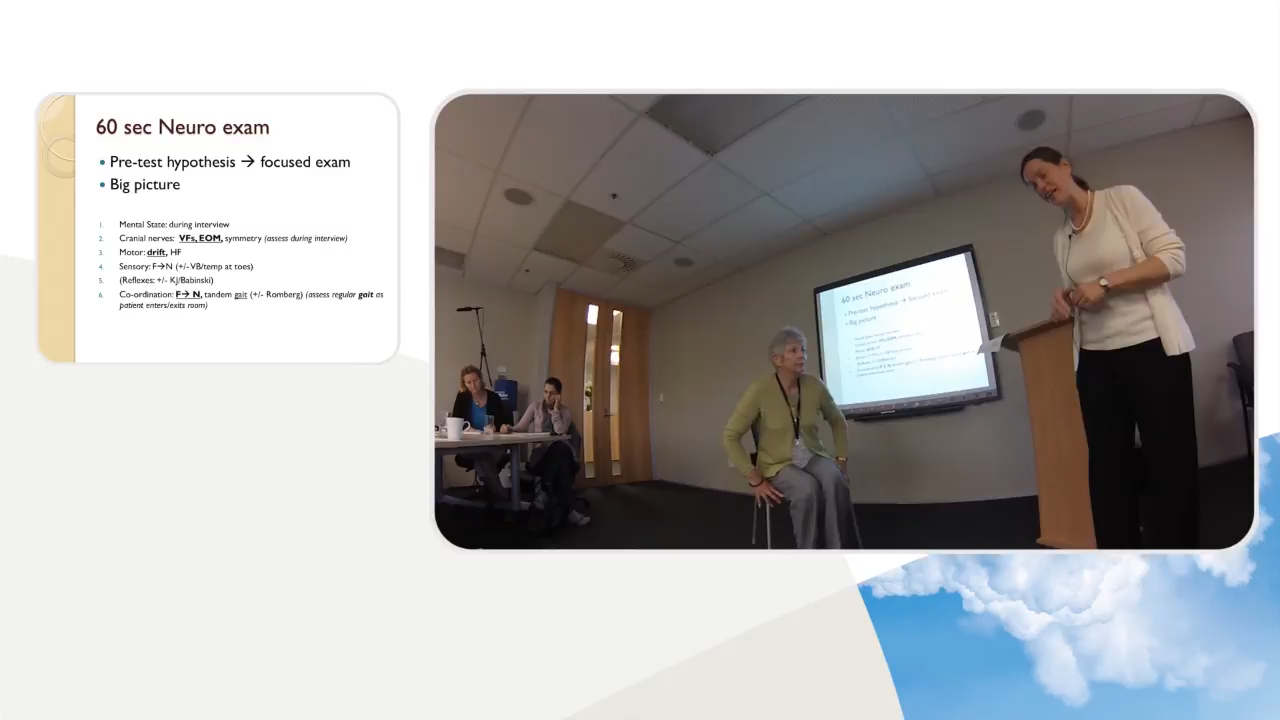 60 sec Neuro exam
• Pre-test hypothesis → focused exam
• Big picture
1. Mental State: during interview
2. Cranial nerves: VFs, EOM, symmetry (assess during interview)
3. Motor: drift, HF
4. Sensory: F→N (+/- VB/temp at toes)
5. (Reflexes: +/- KJ/Babinski)
6. Co-ordination: F→ N, tandem gait (+/- Romberg) (assess regular gait as
patient enters/exits room)
60 sec Neuro exam
• Pre-test hypothesis → focused exam
• Big picture